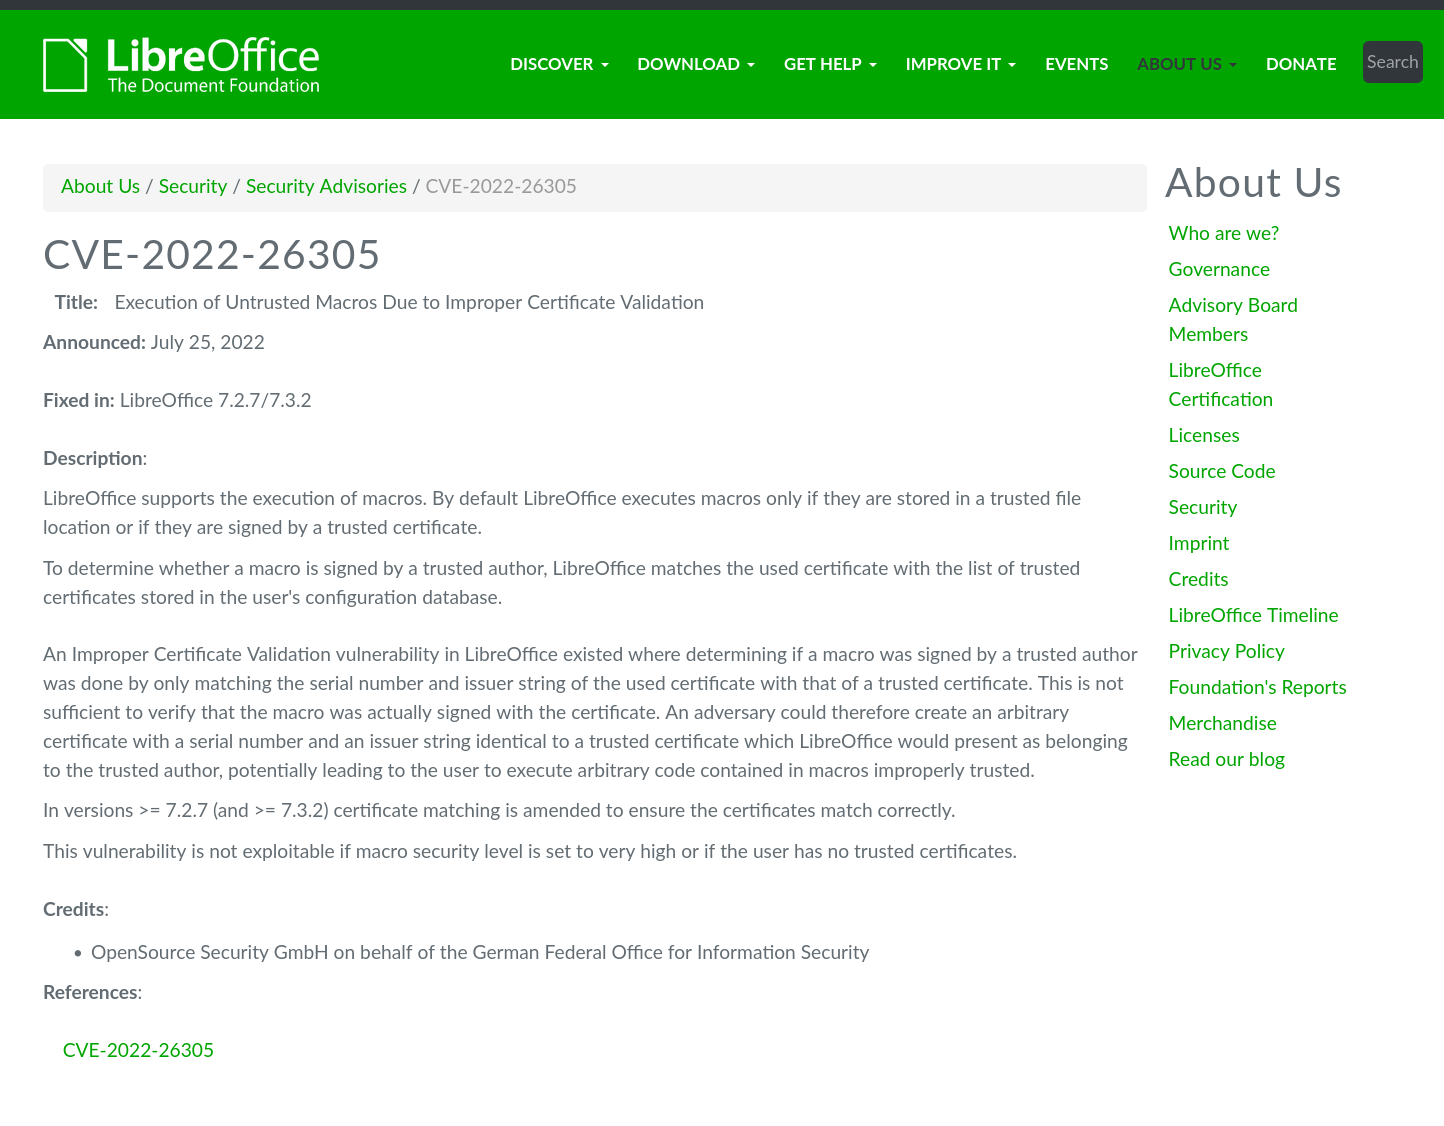 LibreOffice
The Document Foundation
DISCOVER
DOWNLOAD
GET HELP
IMPROVE IT
EVENTS
ABOUT US
DONATE
Search
About Us / Security / Security Advisories / CVE-2022-26305
CVE-2022-26305
Title: Execution of Untrusted Macros Due to Improper Certificate Validation
Announced: July 25, 2022
Fixed in: LibreOffice 7.2.7/7.3.2
Description:
LibreOffice supports the execution of macros. By default LibreOffice executes macros only if they are stored in a trusted file
location or if they are signed by a trusted certificate.
To determine whether a macro is signed by a trusted author, LibreOffice matches the used certificate with the list of trusted
certificates stored in the user's configuration database.
An Improper Certificate Validation vulnerability in LibreOffice existed where determining if a macro was signed by a trusted author
was done by only matching the serial number and issuer string of the used certificate with that of a trusted certificate. This is not
sufficient to verify that the macro was actually signed with the certificate. An adversary could therefore create an arbitrary
certificate with a serial number and an issuer string identical to a trusted certificate which LibreOffice would present as belonging
to the trusted author, potentially leading to the user to execute arbitrary code contained in macros improperly trusted.
In versions >= 7.2.7 (and >= 7.3.2) certificate matching is amended to ensure the certificates match correctly.
This vulnerability is not exploitable if macro security level is set to very high or if the user has no trusted certificates.
Credits:
• OpenSource Security GmbH on behalf of the German Federal Office for Information Security
References:
CVE-2022-26305
About Us
Who are we?
Governance
Advisory Board
Members
LibreOffice
Certification
Licenses
Source Code
Security
Imprint
Credits
LibreOffice Timeline
Privacy Policy
Foundation's Reports
Merchandise
Read our blog